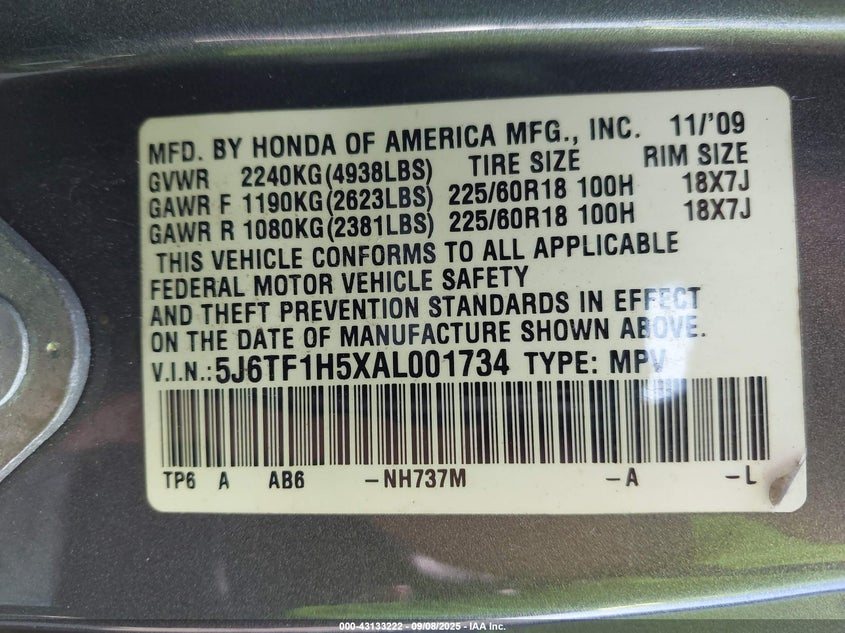 MFD. BY HONDA OF AMERICA MFG., INC. 11/'09
GVWR 2240KG(4938LBS) TIRE SIZE RIM SIZE
GAWR F 1190KG(2623LBS) 225/60R18 100H 18X7J
GAWR R 1080KG(2381LBS) 225/60R18 100H 18X7J
THIS VEHICLE CONFORMS TO ALL APPLICABLE
FEDERAL MOTOR VEHICLE SAFETY
AND THEFT PREVENTION STANDARDS IN EFFECT
ON THE DATE OF MANUFACTURE SHOWN ABOVE.
V.I.N.:5J6TF1H5XAL001734 TYPE: MPV
TP6 A AB6 -NH737M -A -L
000-43133222 - 09/08/2025 - IAA Inc.